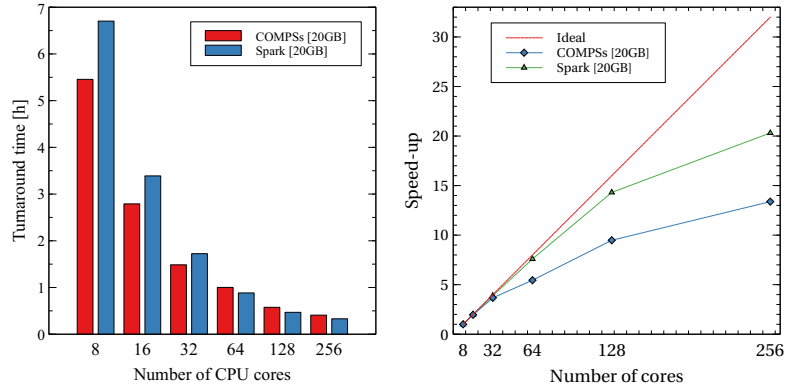 7
6
5
4
3
2
1
0
Turnaround time [h]
COMPSs [20GB]
Spark [20GB]
8 16 32 64 128 256
Number of CPU cores
30
25
20
15
10
5
0
Speed-up
Ideal
COMPSs [20GB]
Spark [20GB]
8 32 64 128 256
Number of cores